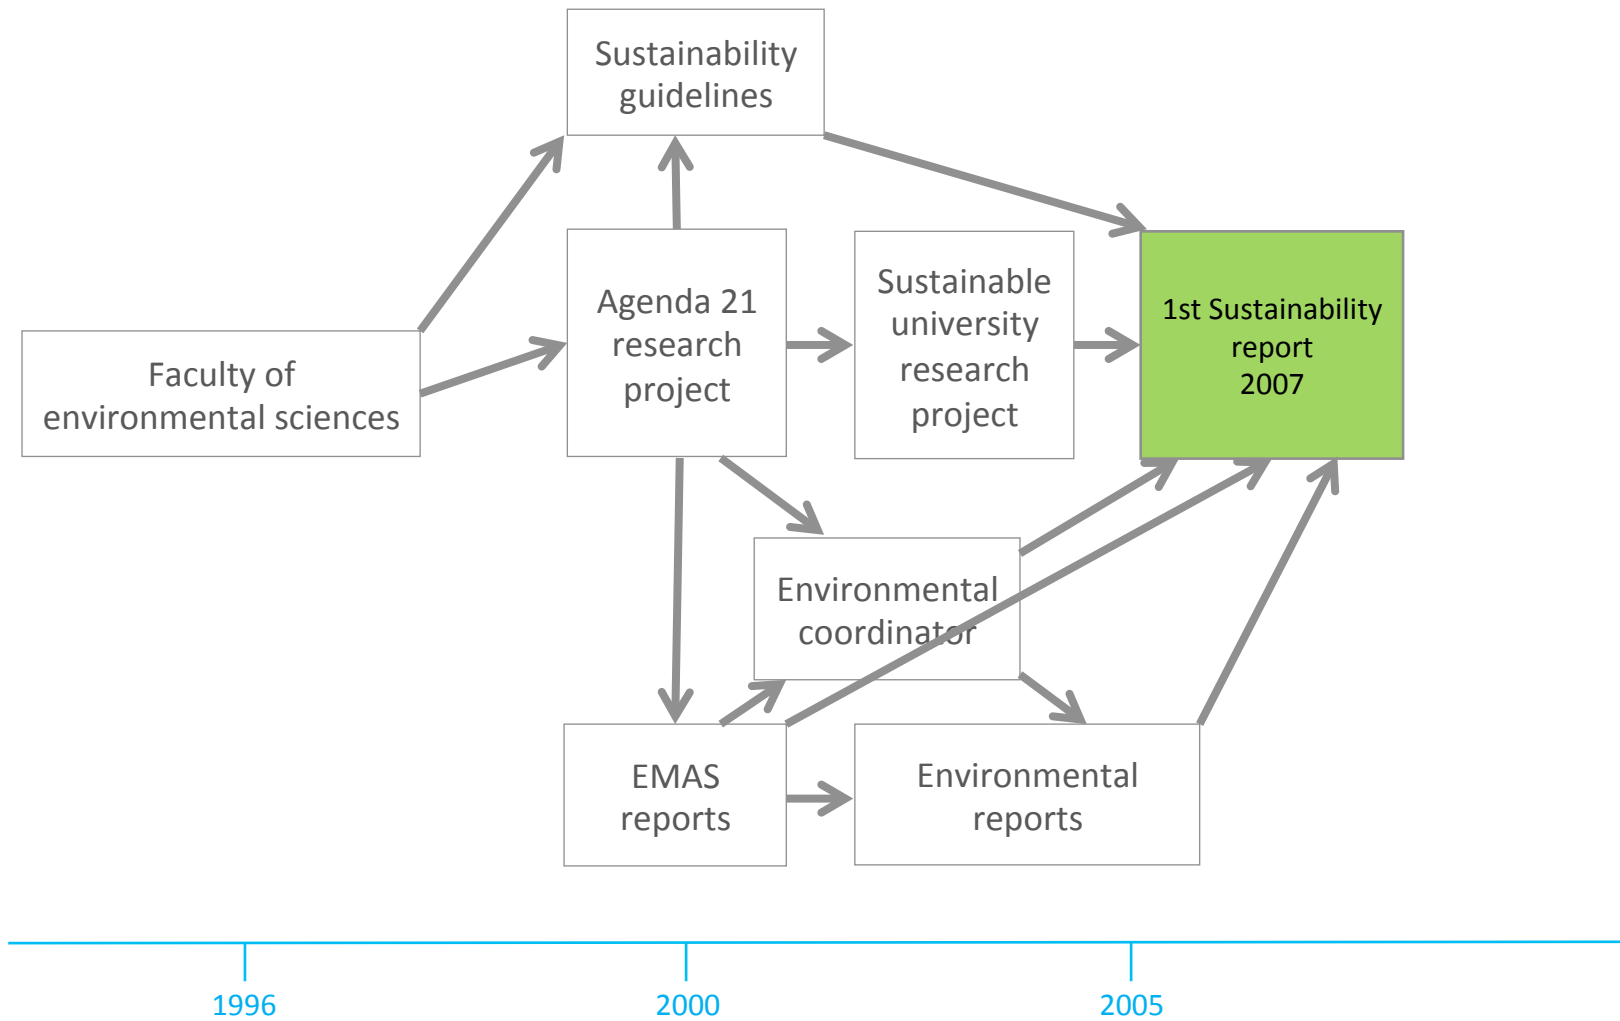 Sustainability
guidelines
Agenda 21
research
project
Sustainable
university
research
project
1st Sustainability
report
2007
Faculty of
environmental sciences
Environmental
coordinator
EMAS
reports
Environmental
reports
1996
2000
2005